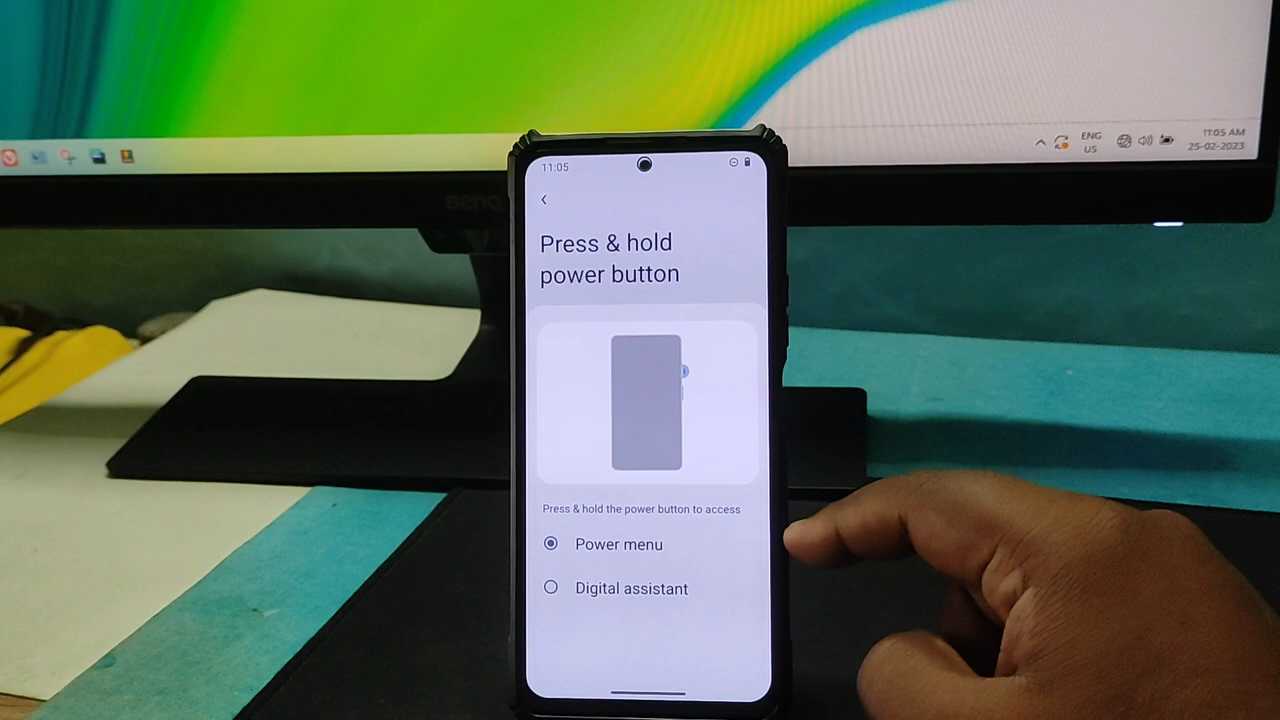 ENG
US
11:05 AM
25-02-2023
BenQ
11:05
Press & hold
power button
Press & hold the power button to access
Power menu
Digital assistant